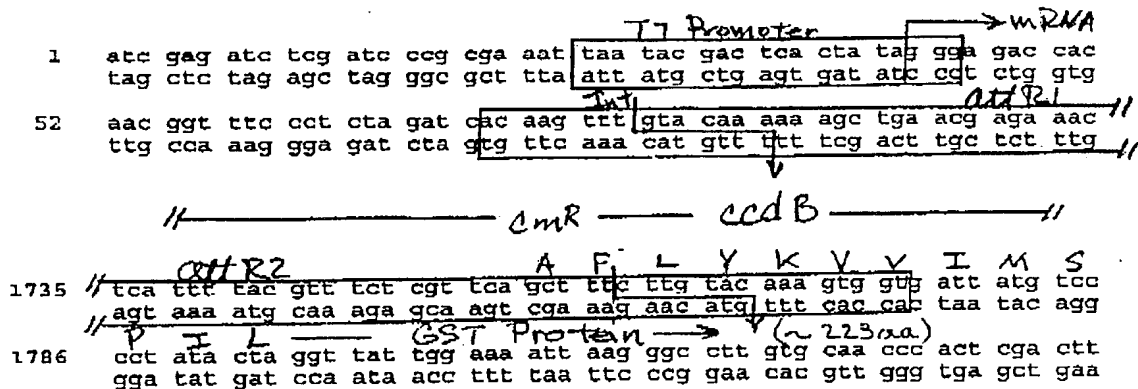 T7 Promoter mRNA
1 atc gag atc tcg atc ccg cga aat taa tac gac tca cta tag gga gac cac
tag ctc tag agc tag ggc gct tta att atg ctg agt gat atc cct ctg gtg
Int attR1
52 aac ggt ttc cct cta gat cac aag ttt gta caa aaa agc tga acg aga aac
ttg cca aag gga gat cta gtg ttc aaa cat gtt ttt tcg act tgc tct ttg
cmR ccdB
attR2 A F L Y K V V I M S
1735 tca ttt tac gtt tct cgt tca gct ttc ttg tac aaa gtg gtg att atg tcc
agt aaa atg caa aga gca agt cga aag aac atg ttt cac cac taa tac agg
P I L GST Protein → (~ 223aa)
1786 cct ata cta ggt tat tgg aaa att aag ggc ctt gtg caa ccc act cga ctt
gga tat gat cca ata acc ttt taa ttc ccg gaa cac gtt ggg tga gct gaa